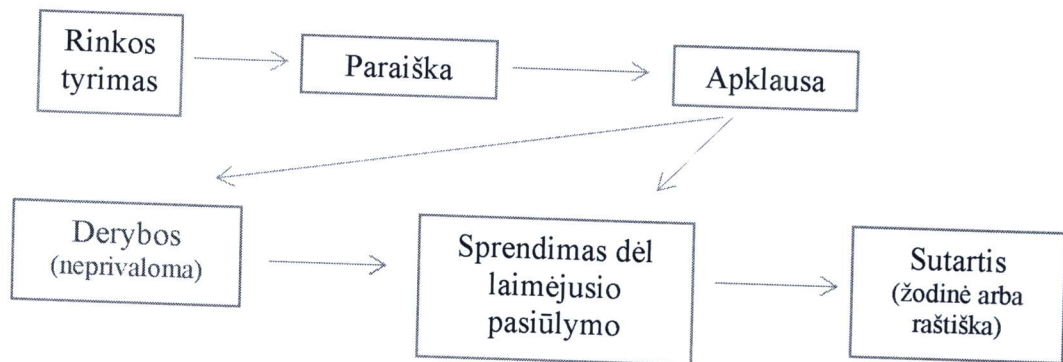 Rinkos
tyrimas
Paraiška
Apklausa
Derybos
(neprivaloma)
Sprendimas dėl
laimėjusio
pasiūlymo
Sutartis
(žodinė arba
raštiška)